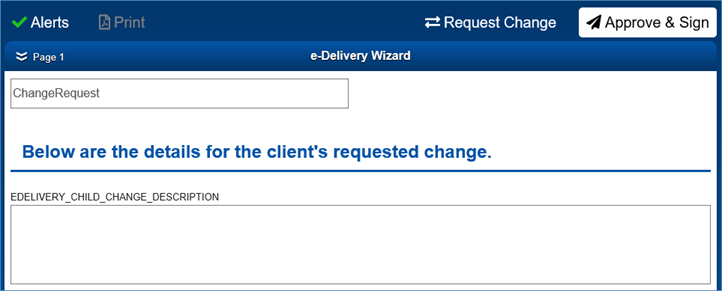 Alerts Print Request Change Approve & Sign
Page 1 e-Delivery Wizard
ChangeRequest
Below are the details for the client's requested change.
EDELIVERY_CHILD_CHANGE_DESCRIPTION